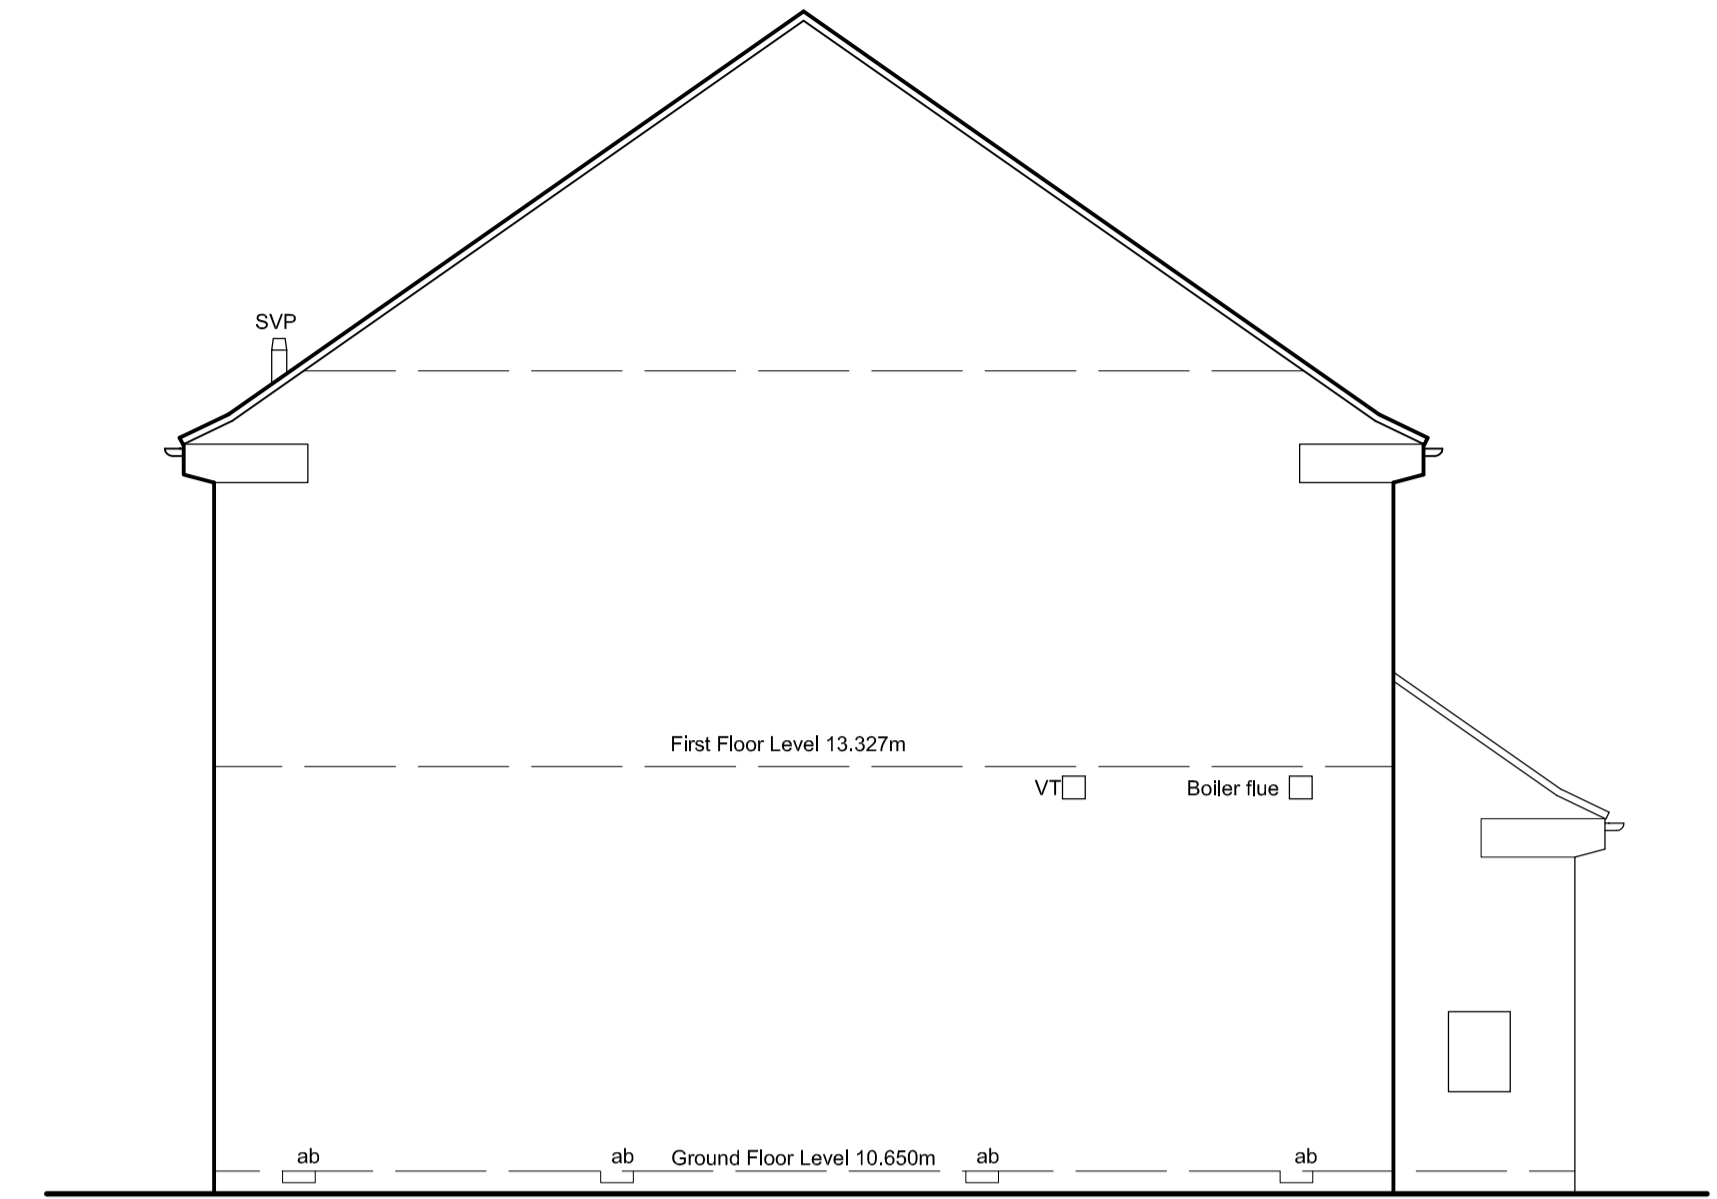 SVP
First Floor Level 13.327m
VT
Boiler flue
ab
ab
Ground Floor Level 10.650m
ab
ab